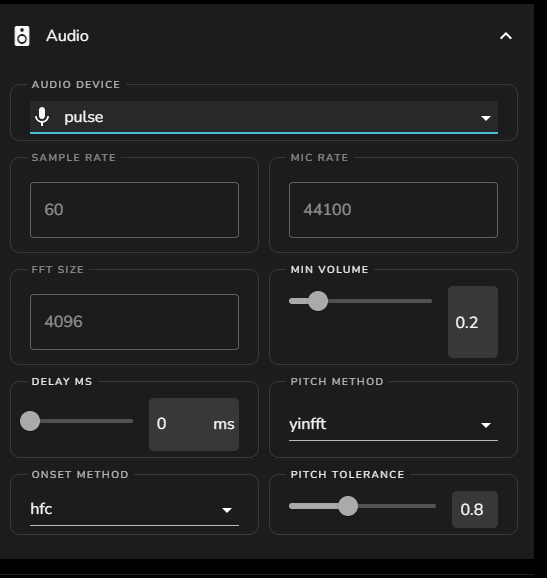 Audio
AUDIO DEVICE
pulse
SAMPLE RATE
60
MIC RATE
44100
FFT SIZE
4096
MIN VOLUME
0.2
DELAY MS
0 ms
PITCH METHOD
yinfft
ONSET METHOD
hfc
PITCH TOLERANCE
0.8